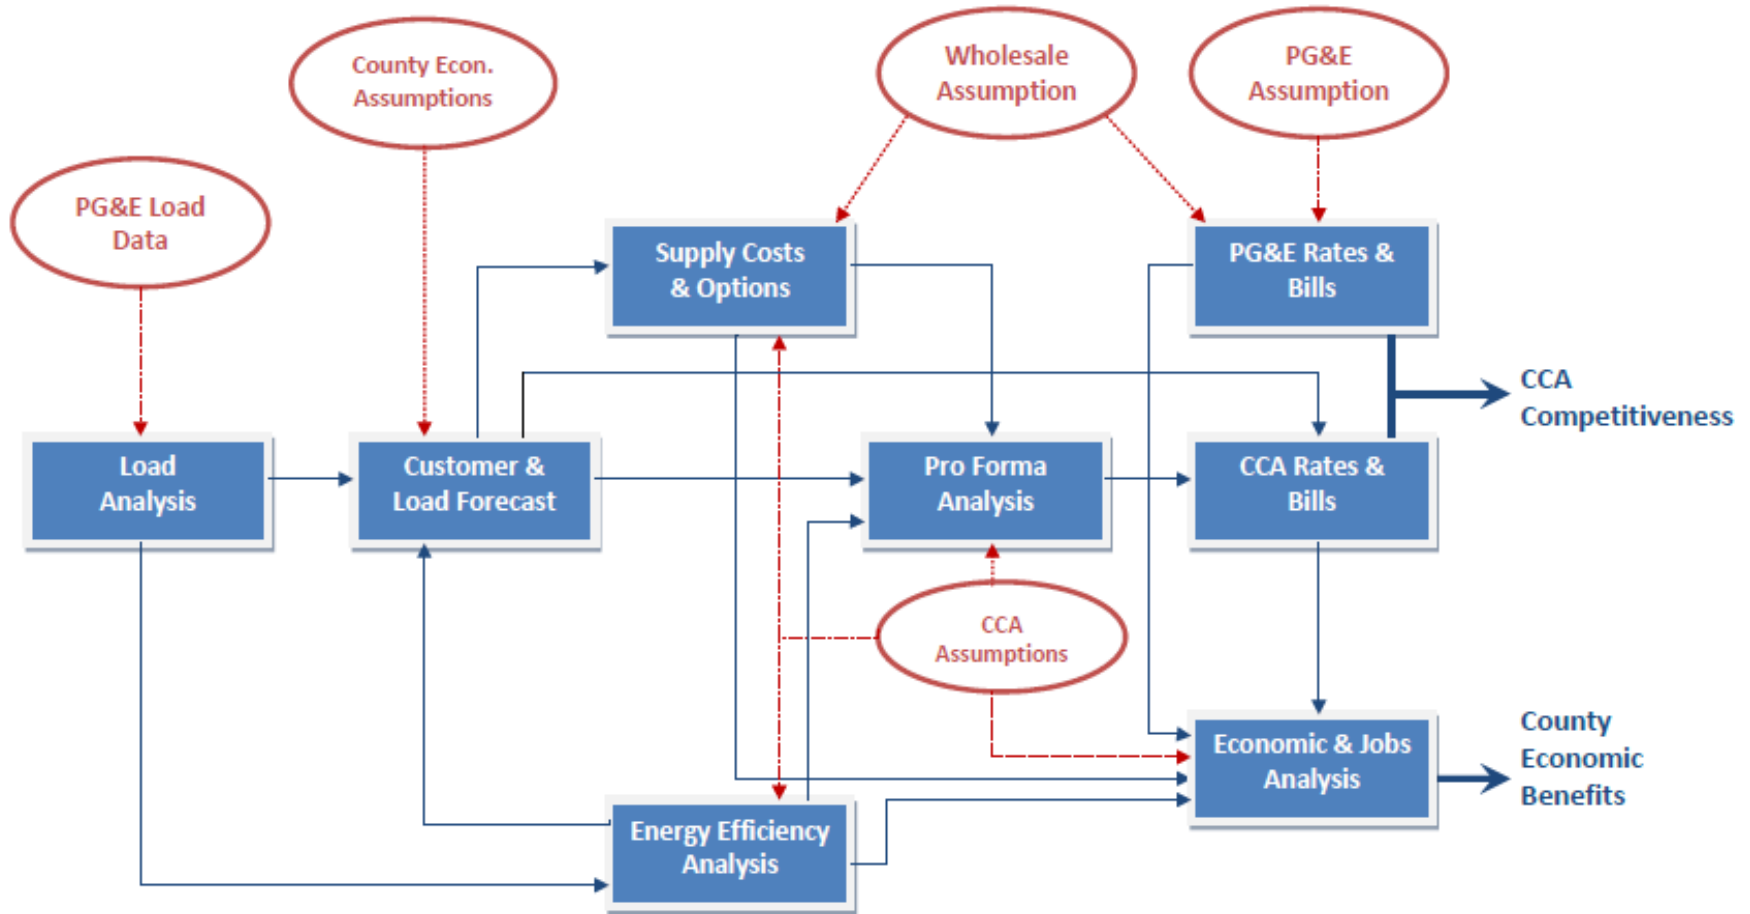 County Econ.
Assumptions
Wholesale
Assumption
PG&E
Assumption
PG&E Load
Data
Supply Costs
& Options
PG&E Rates &
Bills
CCA
Competitiveness
Load
Analysis
Customer &
Load Forecast
Pro Forma
Analysis
CCA Rates &
Bills
CCA
Assumptions
Economic & Jobs
Analysis
County
Economic
Benefits
Energy Efficiency
Analysis